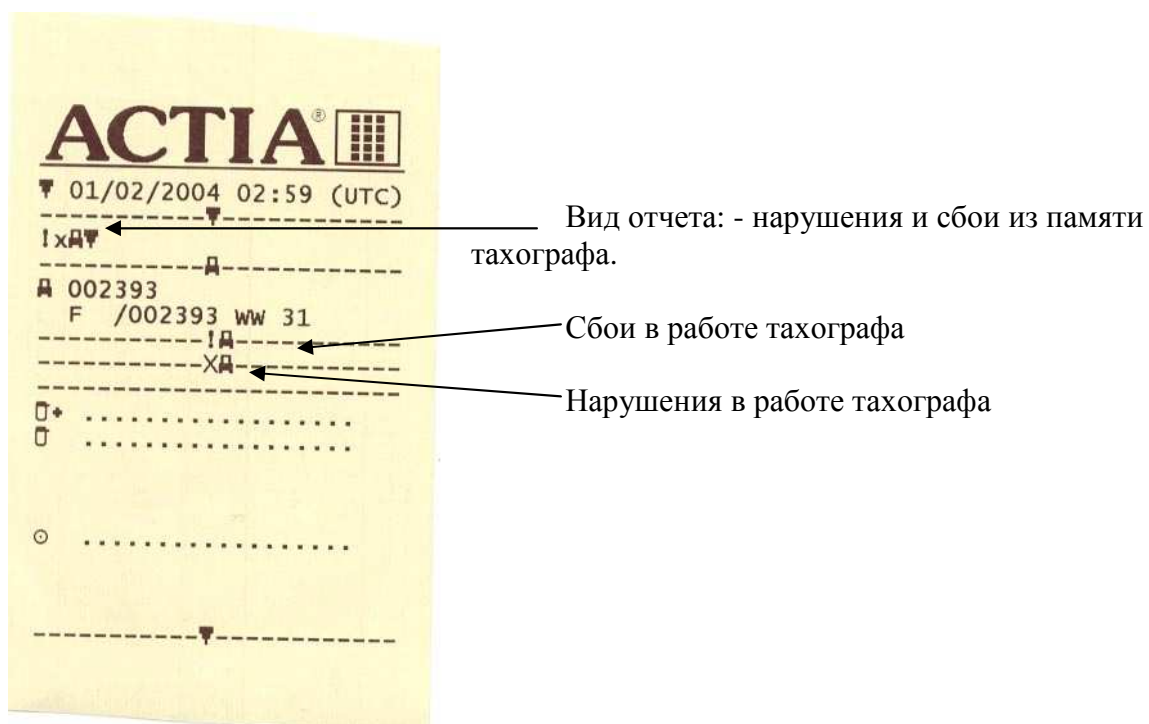 ACTIA®
01/02/2004 02:59 (UTC)
!x
002393
F /002393 WW 31
!
X
Вид отчета: - нарушения и сбои из памяти
тахографа.
Сбои в работе тахографа
Нарушения в работе тахографа